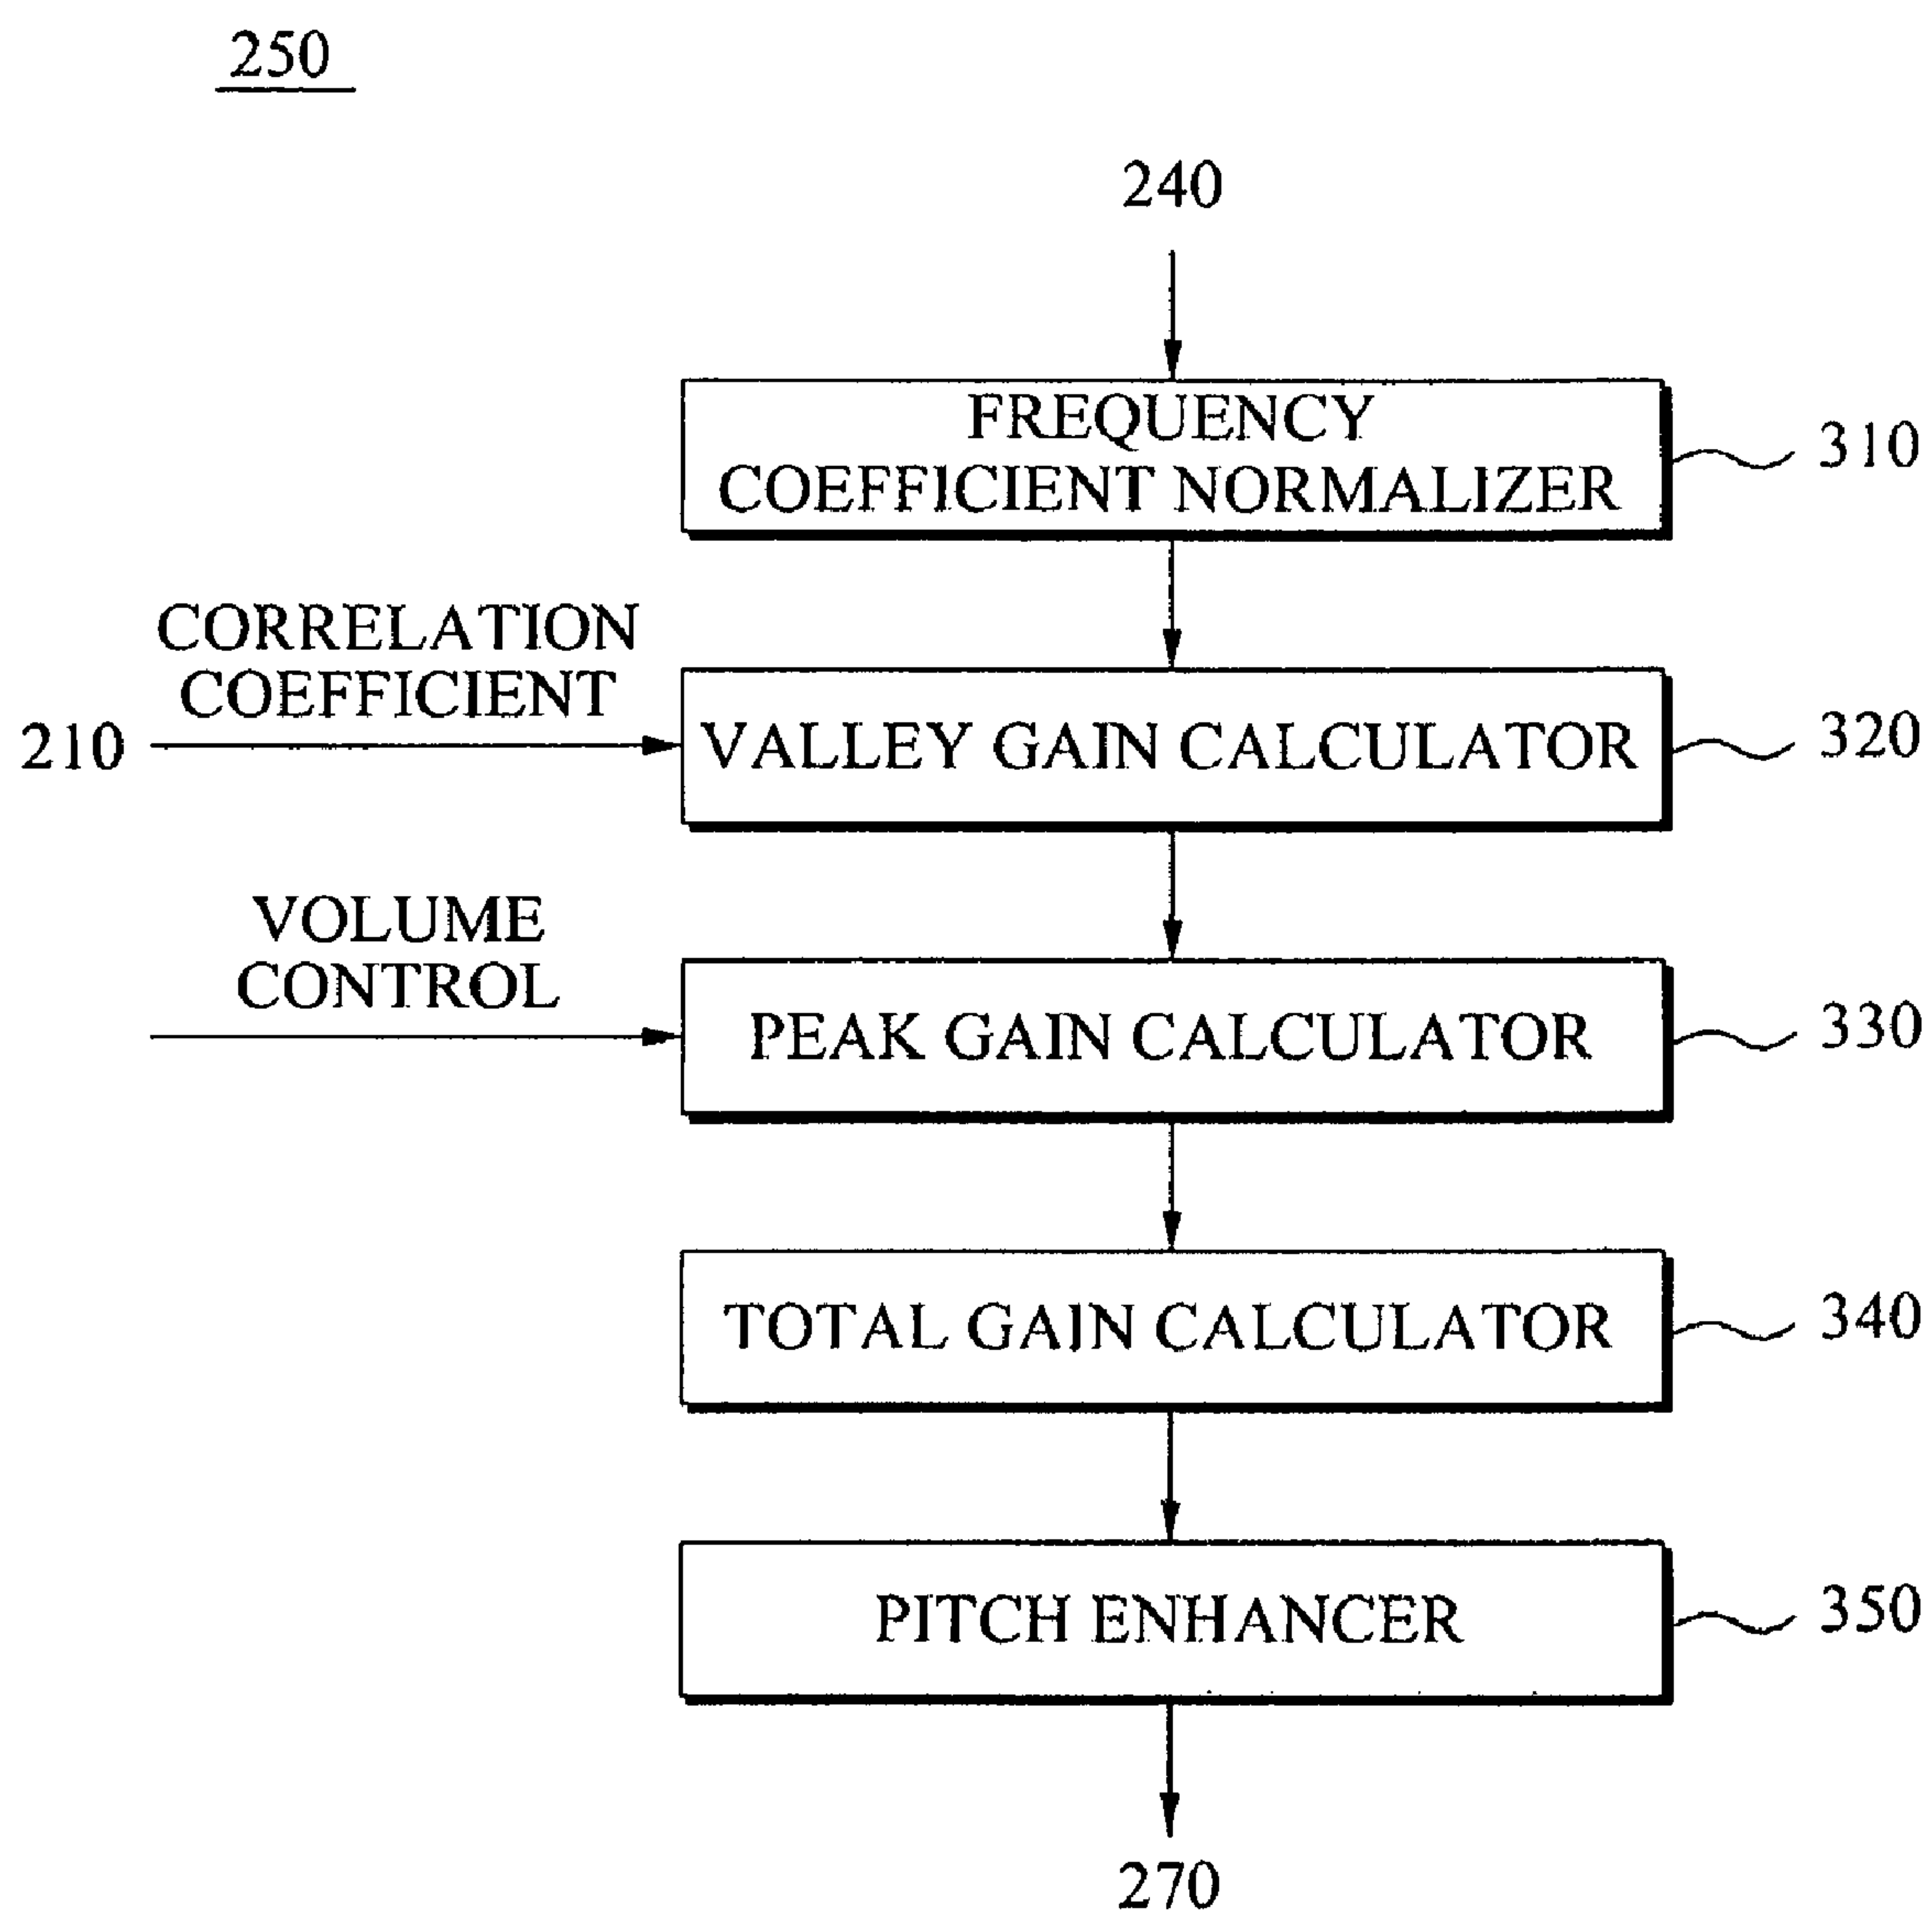 250
240
FREQUENCY
COEFFICIENT NORMALIZER
310
CORRELATION
COEFFICIENT
210
VALLEY GAIN CALCULATOR
320
VOLUME
CONTROL
PEAK GAIN CALCULATOR
330
TOTAL GAIN CALCULATOR
340
PITCH ENHANCER
350
270